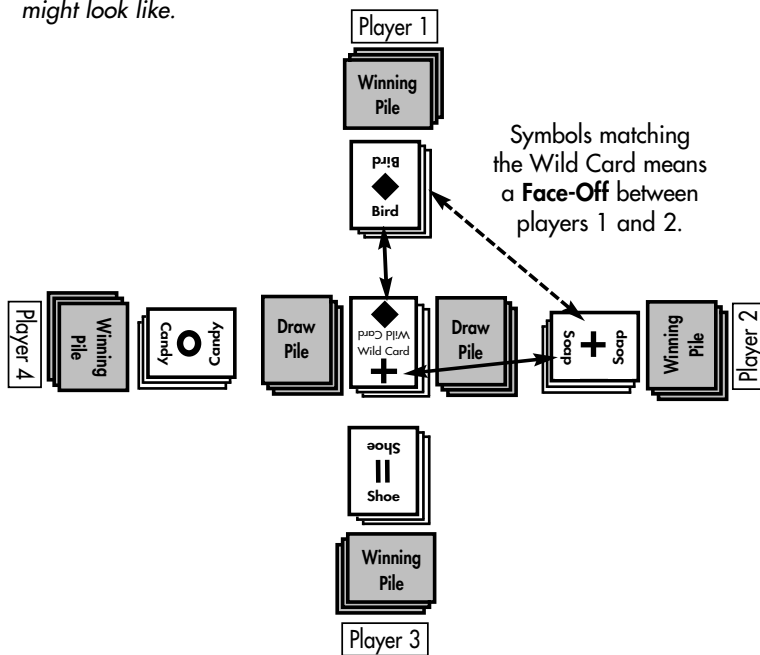 might look like.
Player 1
Winning
Pile
Bird
Bird
Symbols matching
the Wild Card means
a Face-Off between
players 1 and 2.
Player 4
Winning
Pile
Candy
Candy
Draw
Pile
Wild Card
Wild Card
Draw
Pile
Soap
Soap
Winning
Pile
Player 2
Shoe
Shoe
Winning
Pile
Player 3